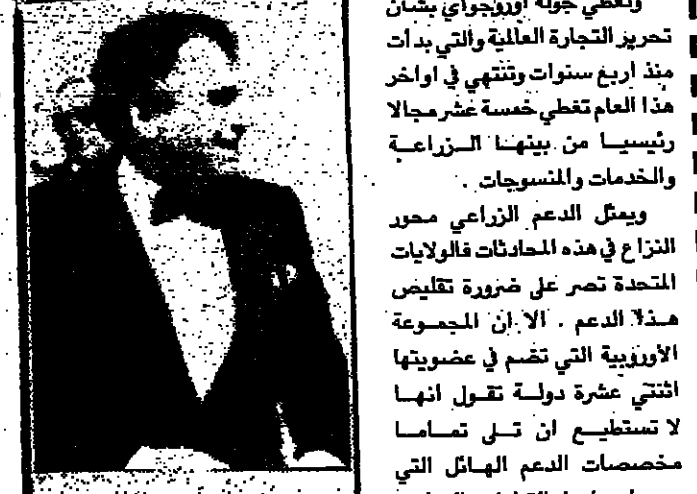 وتغطي جولة اوروجواي بشأن
تحرير التجارة العالمية والتي بدأت
منذ اربع سنوات وتنتهي في اواخر
هذا العام تغطي خمسة عشر مجالا
رئيسيا من بينها الزراعة
والخدمات والمنسوجات .
ويمثل الدعم الزراعي محور
النزاع في هذه المحادثات فالولايات
المتحدة تصر على ضرورة تقليص
هذا الدعم . الا ان المجموعة
الأوروبية التي تضم في عضويتها
اثنتي عشرة دولة تقول انها
لا تستطيع ان تلى تماما
مخصصات الدعم الهائل التي